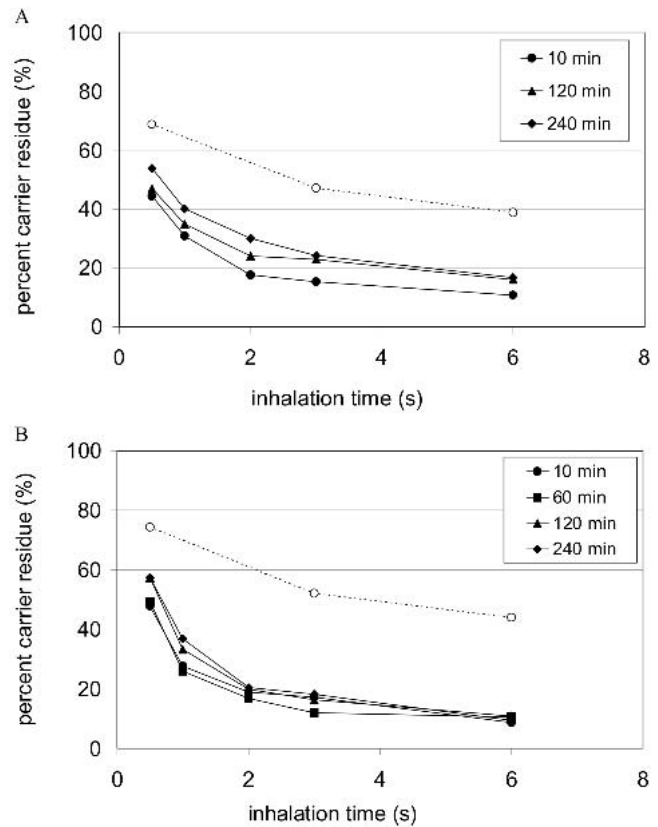 A
100
80
60
40
20
0
percent carrier residue (%)
10 min
120 min
240 min
0 2 4 6 8
inhalation time (s)
B
100
80
60
40
20
0
percent carrier residue (%)
10 min
60 min
120 min
240 min
0 2 4 6 8
inhalation time (s)